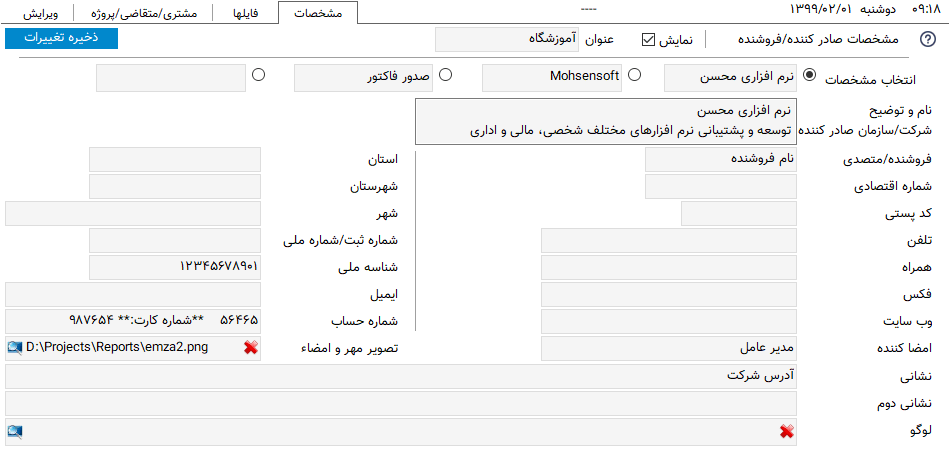 ۰۹:۱۸ دوشنبه ۱۳۹۹/۰۲/۰۱ ----
مشخصات فایلها مشتری/متقاضی/پروژه ویرایش
مشخصات صادر کننده/فروشنده نمایش عنوان آموزشگاه ذخیره تغییرات
انتخاب مشخصات نرم افزاری محسن Mohsensoft صدور فاکتور
نام و توضیح
شرکت/سازمان صادر کننده
نرم افزاری محسن
توسعه و پشتیبانی نرم افزارهای مختلف شخصی، مالی و اداری
فروشنده/متصدی نام فروشنده
شماره اقتصادی
کد پستی
تلفن
همراه
فکس
وب سایت
امضا کننده مدیر عامل
استان
شهرستان
شهر
شماره ثبت/شماره ملی
شناسه ملی ۱۲۳۴۵۶۷۸۹۰۱
ایمیل
شماره حساب ۵۶۴۶۵ **شماره کارت:** ۹۸۷۶۵۴
تصویر مهر و امضاء D:\Projects\Reports\emza2.png
نشانی آدرس شرکت
نشانی دوم
لوگو